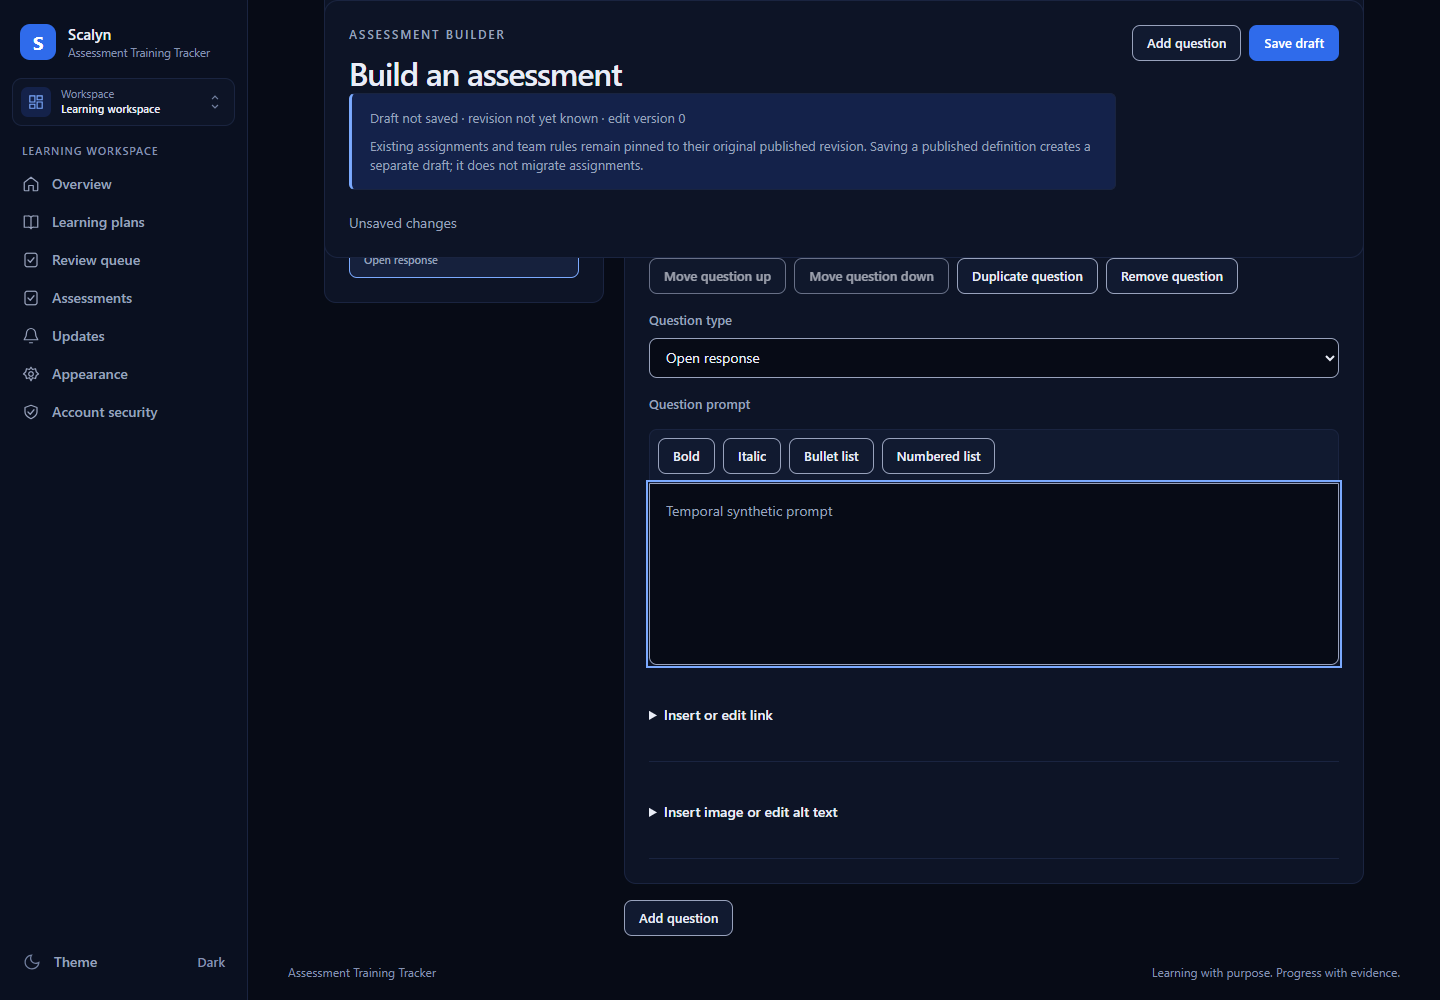 S
Scalyn
Assessment Training Tracker
Workspace
Learning workspace
LEARNING WORKSPACE
Overview
Learning plans
Review queue
Assessments
Updates
Appearance
Account security
Theme
Dark
ASSESSMENT BUILDER
Build an assessment
Add question
Save draft
Draft not saved · revision not yet known · edit version 0
Existing assignments and team rules remain pinned to their original published revision. Saving a published definition creates a
separate draft; it does not migrate assignments.
Unsaved changes
Open response
Move question up
Move question down
Duplicate question
Remove question
Question type
Open response
Question prompt
Bold
Italic
Bullet list
Numbered list
Temporal synthetic prompt
Insert or edit link
Insert image or edit alt text
Add question
Assessment Training Tracker
Learning with purpose. Progress with evidence.